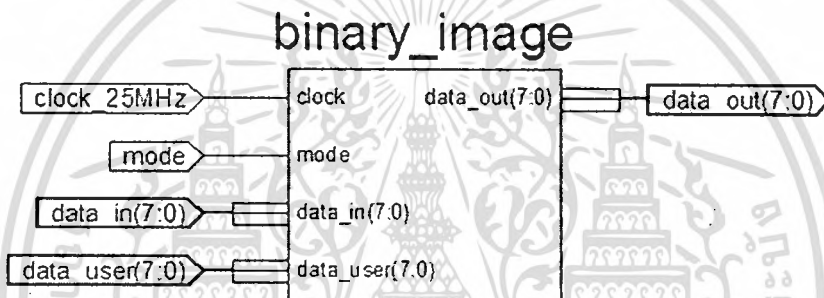 binary_image
clock_25MHz clock data_out(7:0) data_out(7:0)
mode mode
data_in(7:0) data_in(7:0)
data_user(7:0) data_user(7:0)